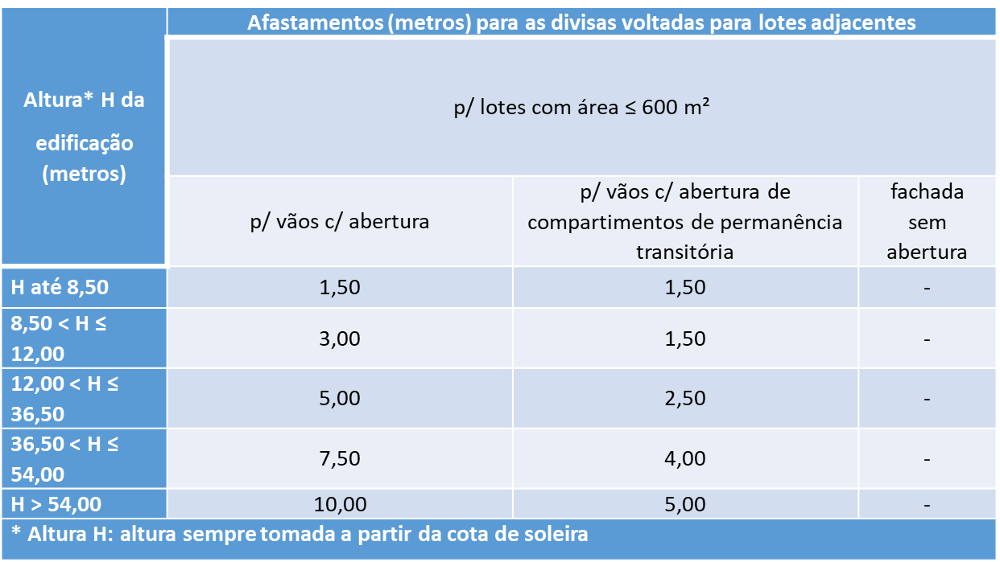 Afastamentos (metros) para as divisas voltadas para lotes adjacentes
Altura* H da
edificação
(metros)
p/ lotes com área ≤ 600 m²
p/ vãos c/ abertura
p/ vãos c/ abertura de
compartimentos de permanência
transitória
fachada
sem
abertura
H até 8,50
1,50
1,50
-
8,50 < H ≤
12,00
3,00
1,50
-
12,00 < H ≤
36,50
5,00
2,50
-
36,50 < H ≤
54,00
7,50
4,00
-
H > 54,00
10,00
5,00
-
* Altura H: altura sempre tomada a partir da cota de soleira